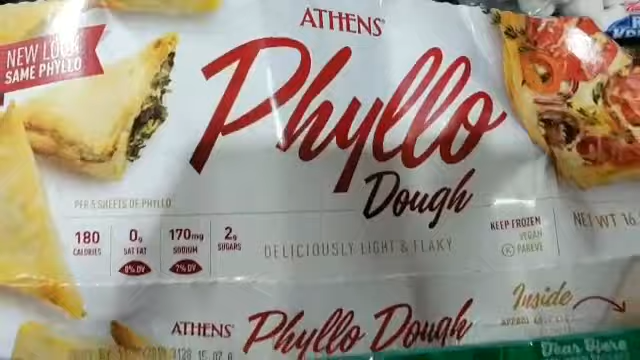 ATHENS®
NEW LOOK
SAME PHYLLO
Phyllo
Dough
PER 5 SHEETS OF PHYLLO
180
CALORIES
0g
SAT FAT
0% DV
170mg
SODIUM
7% DV
2g
SUGARS
DELICIOUSLY LIGHT & FLAKY
KEEP FROZEN
VEGAN
K PAREVE
NET WT 16
ATHENS® Phyllo Dough
Inside